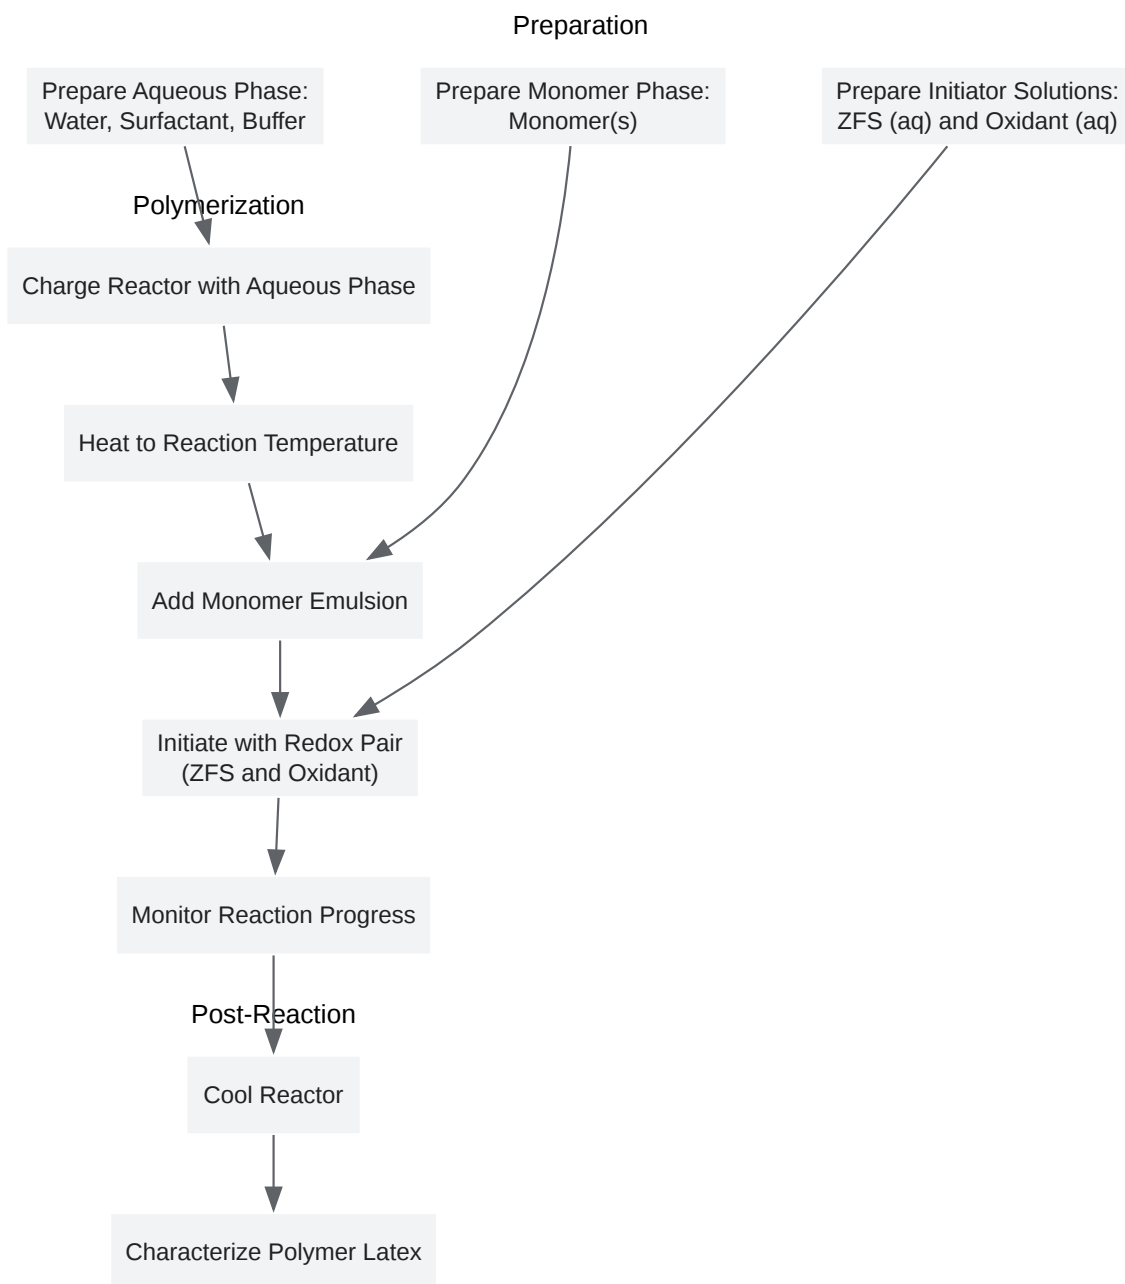 Preparation
Prepare Aqueous Phase:
Water, Surfactant, Buffer
Prepare Monomer Phase:
Monomer(s)
Prepare Initiator Solutions:
ZFS (aq) and Oxidant (aq)
Polymerization
Charge Reactor with Aqueous Phase
Heat to Reaction Temperature
Add Monomer Emulsion
Initiate with Redox Pair
(ZFS and Oxidant)
Monitor Reaction Progress
Post-Reaction
Cool Reactor
Characterize Polymer Latex